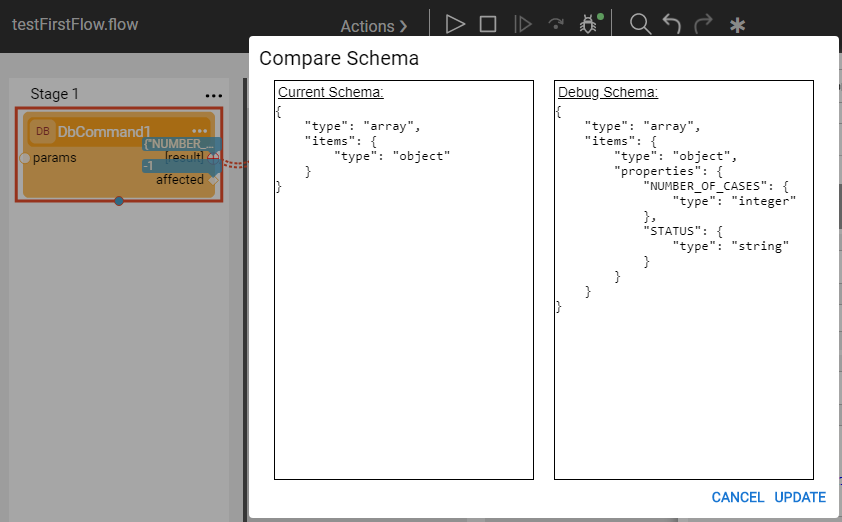 testFirstFlow.flow
Actions
Compare Schema
Stage 1
DB DbCommand1
{"NUMBER_...
params
[result]
-1
affected
Current Schema:
{
    "type": "array",
    "items": {
        "type": "object"
    }
}
Debug Schema:
{
    "type": "array",
    "items": {
        "type": "object",
        "properties": {
            "NUMBER_OF_CASES": {
                "type": "integer"
            },
            "STATUS": {
                "type": "string"
            }
        }
    }
}
CANCEL UPDATE